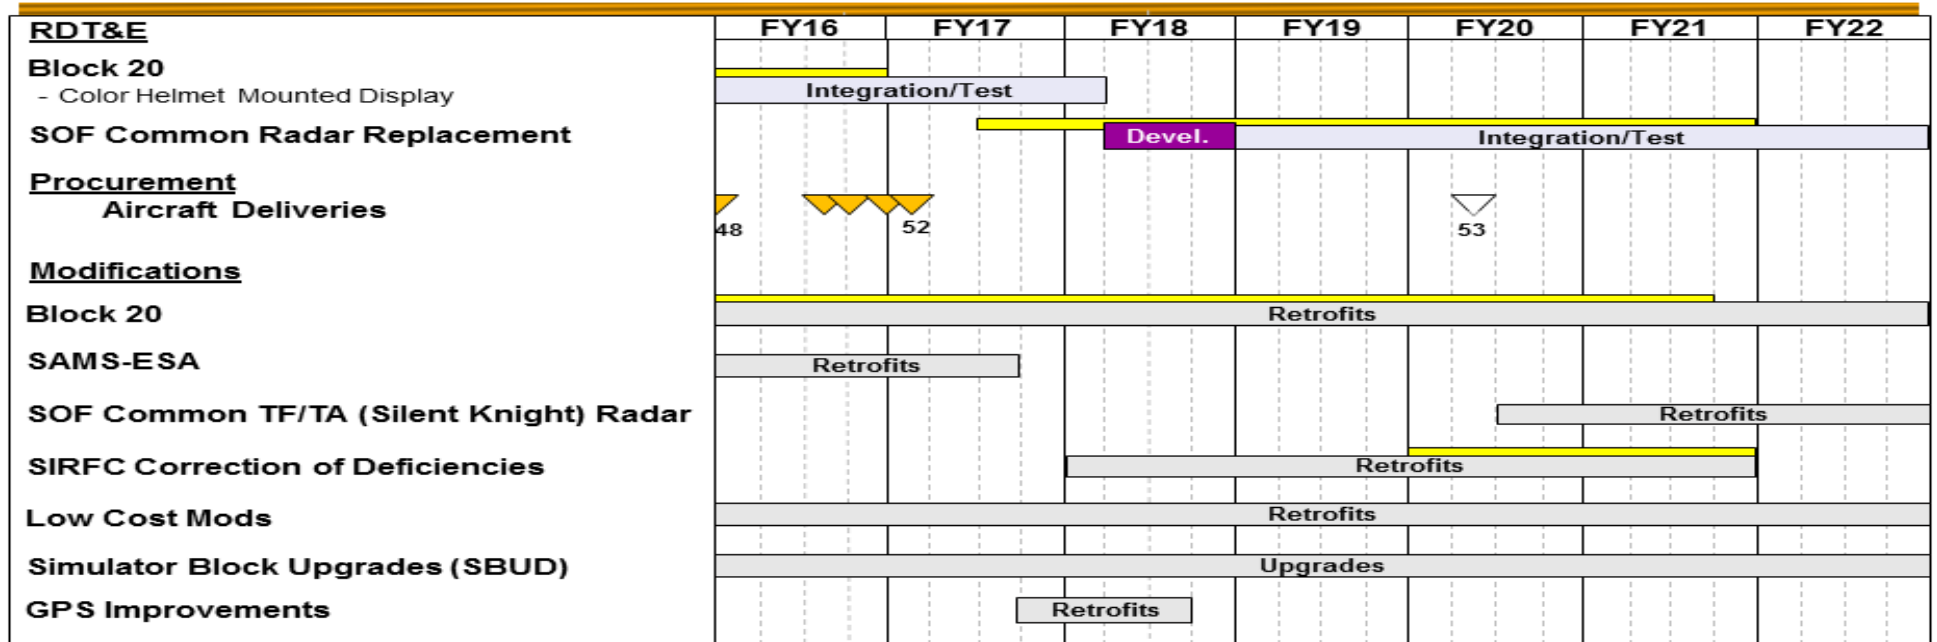 RDT&E FY16 FY17 FY18 FY19 FY20 FY21 FY22
Block 20
- Color Helmet Mounted Display Integration/Test
SOF Common Radar Replacement Devel. Integration/Test
Procurement
Aircraft Deliveries
48 52 53
Modifications
Block 20 Retrofits
SAMS-ESA Retrofits
SOF Common TF/TA (Silent Knight) Radar Retrofits
SIRFC Correction of Deficiencies Retrofits
Low Cost Mods Retrofits
Simulator Block Upgrades (SBUD) Upgrades
GPS Improvements Retrofits